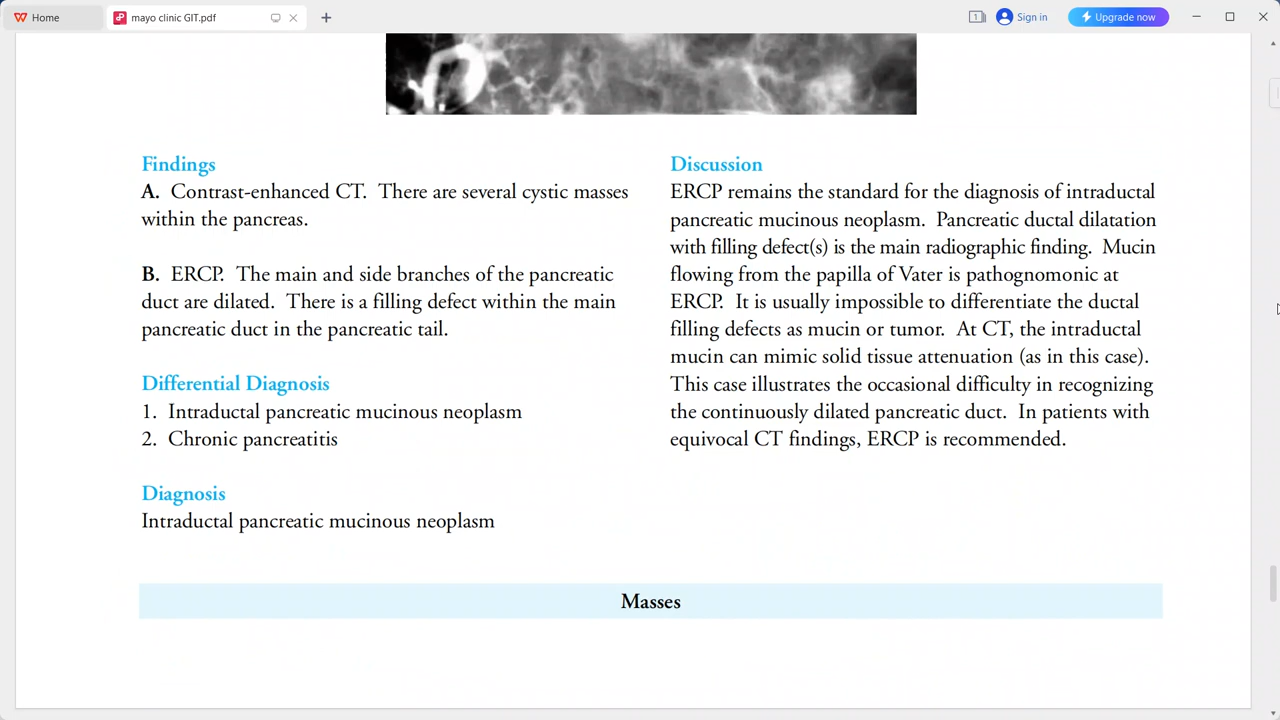 Home
mayo clinic GIT.pdf
1
Sign in
Upgrade now
Findings
A. Contrast-enhanced CT. There are several cystic masses
within the pancreas.
B. ERCP. The main and side branches of the pancreatic
duct are dilated. There is a filling defect within the main
pancreatic duct in the pancreatic tail.
Differential Diagnosis
1. Intraductal pancreatic mucinous neoplasm
2. Chronic pancreatitis
Diagnosis
Intraductal pancreatic mucinous neoplasm
Discussion
ERCP remains the standard for the diagnosis of intraductal
pancreatic mucinous neoplasm. Pancreatic ductal dilatation
with filling defect(s) is the main radiographic finding. Mucin
flowing from the papilla of Vater is pathognomonic at
ERCP. It is usually impossible to differentiate the ductal
filling defects as mucin or tumor. At CT, the intraductal
mucin can mimic solid tissue attenuation (as in this case).
This case illustrates the occasional difficulty in recognizing
the continuously dilated pancreatic duct. In patients with
equivocal CT findings, ERCP is recommended.
Masses